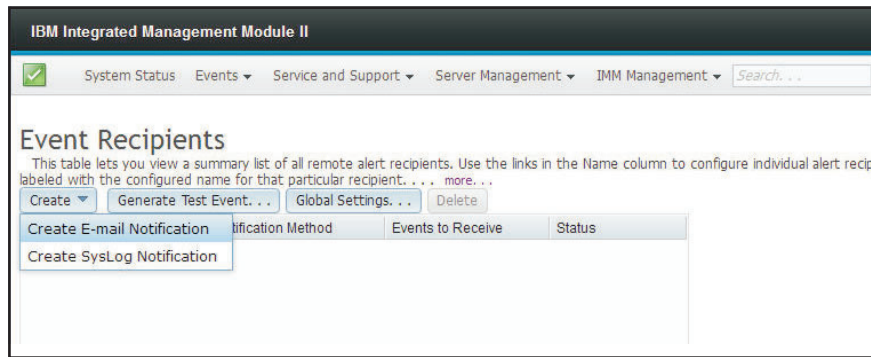 IBM Integrated Management Module II
System Status Events Service and Support Server Management IMM Management Search. . .
Event Recipients
This table lets you view a summary list of all remote alert recipients. Use the links in the Name column to configure individual alert
labeled with the configured name for that particular recipient. . . . more. . .
Create Generate Test Event. . . Global Settings. . . Delete
Create E-mail Notification Method Events to Receive Status
Create SysLog Notification